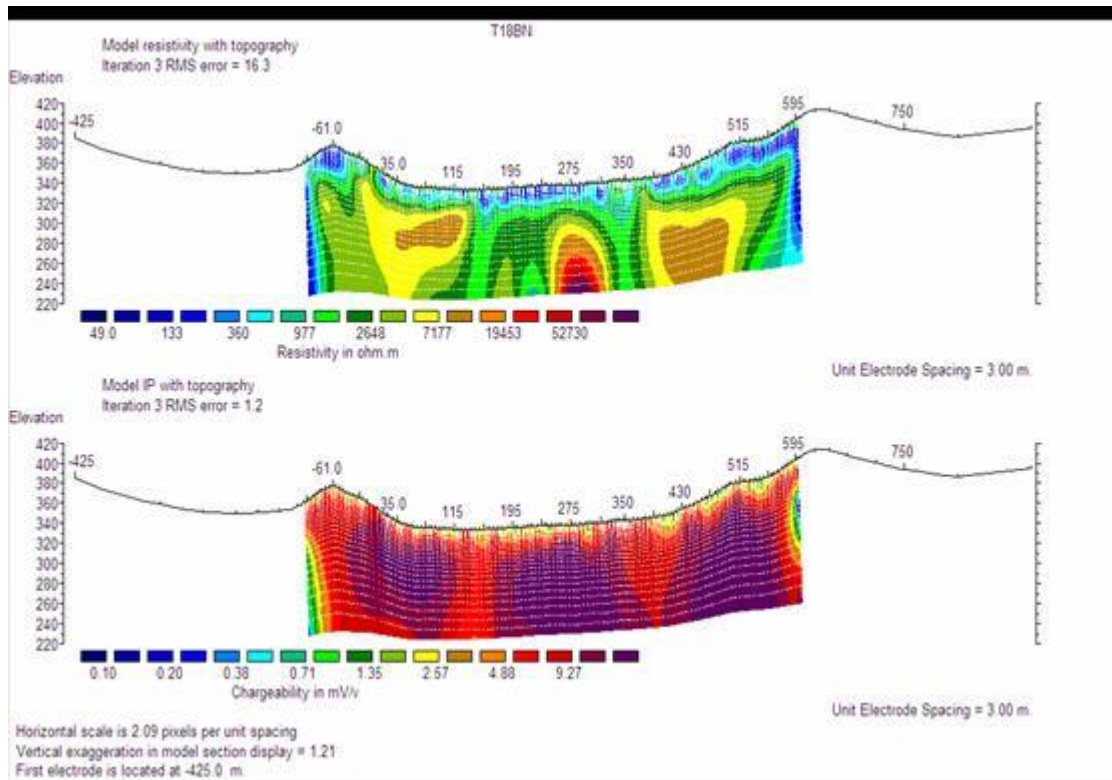 T18BN
Model resistivity with topography
Iteration 3 RMS error = 16.3
Elevation
420
400
380
360
340
320
300
280
260
240
220
-425 -61.0 35.0 115 195 275 350 430 515 595 750
49.0 133 360 977 2648 7177 19453 52730
Resistivity in ohm.m
Unit Electrode Spacing = 3.00 m.
Model IP with topography
Iteration 3 RMS error = 1.2
Elevation
420
400
380
360
340
320
300
280
260
240
220
-425 -61.0 35.0 115 195 275 350 430 515 595 750
0.10 0.20 0.38 0.71 1.35 2.57 4.88 9.27
Chargeability in mV/v
Unit Electrode Spacing = 3.00 m.
Horizontal scale is 2.09 pixels per unit spacing
Vertical exaggeration in model section display = 1.21
First electrode is located at -425.0 m.